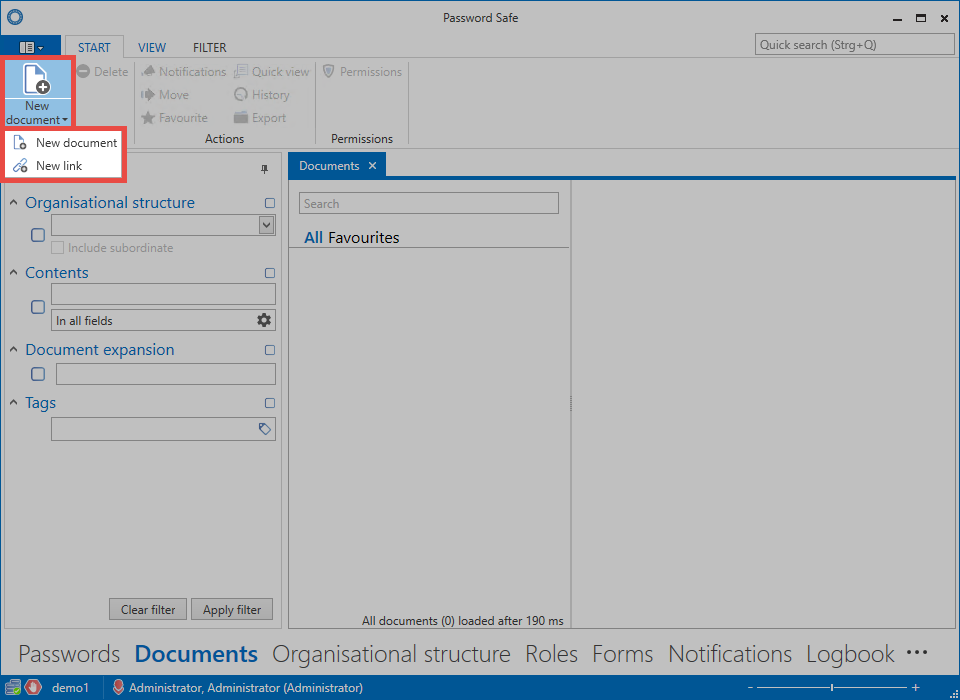 Password Safe
START VIEW FILTER
Quick search (Strg+Q)
New
document
Delete
Notifications
Quick view
Move
History
Favourite
Export
Actions
Permissions
Permissions
New document
New link
Organisational structure
Include subordinate
Contents
In all fields
Document expansion
Tags
Clear filter
Apply filter
Documents
Search
All Favourites
All documents (0) loaded after 190 ms
Passwords Documents Organisational structure Roles Forms Notifications Logbook •••
demo1
Administrator, Administrator (Administrator)
- +